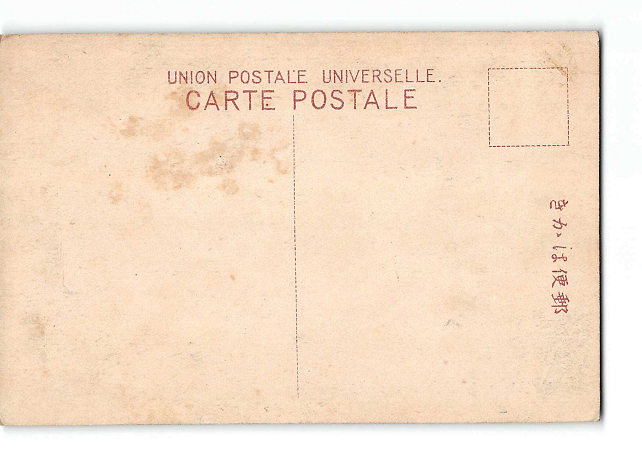 UNION POSTALE UNIVERSELLE.
CARTE POSTALE
きかは便郵